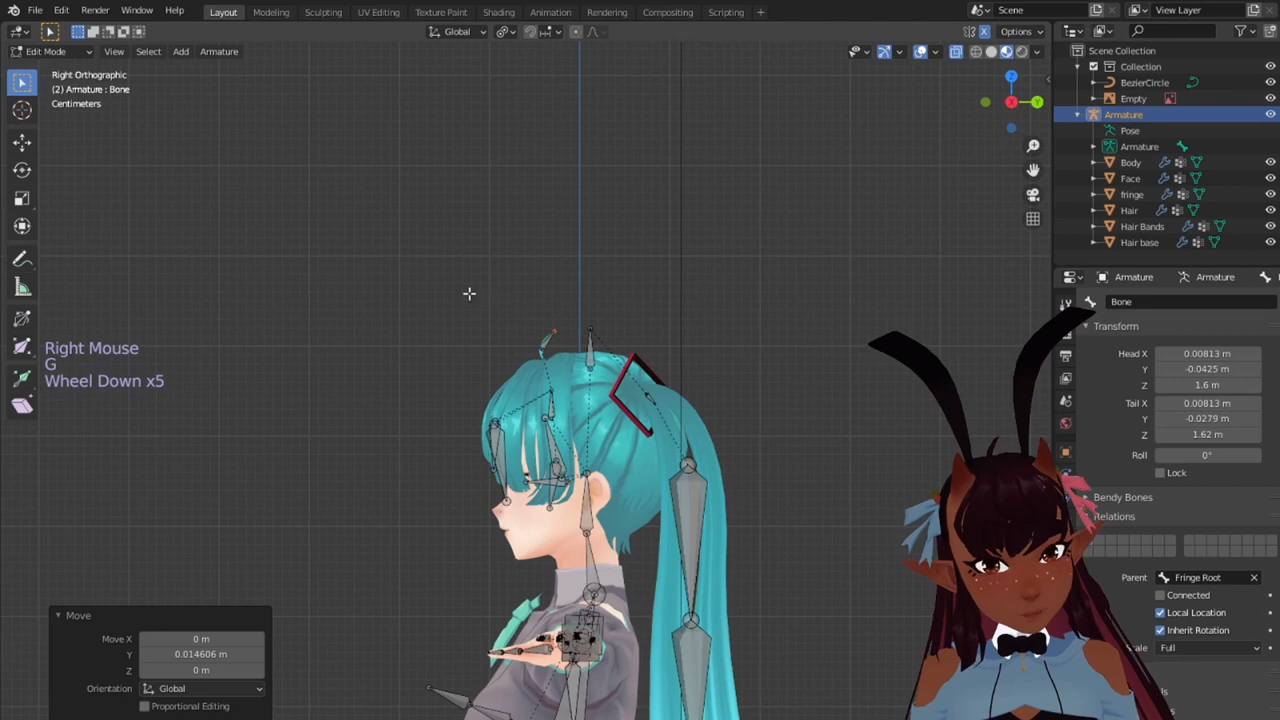 File Edit Render Window Help
Layout Modeling Sculpting UV Editing Texture Paint Shading Animation Rendering Compositing Scripting +
Scene
View Layer
Global
Options
Edit Mode View Select Add Armature
Right Orthographic
(2) Armature : Bone
Centimeters
Right Mouse
G
Wheel Down x5
Move
Move X 0 m
Y 0.014606 m
Z 0 m
Orientation Global
Proportional Editing
Z
X
Y
Scene Collection
Collection
BezierCircle
Empty
Armature
Pose
Armature
Body
Face
fringe
Hair
Hair Bands
Hair base
Armature Armature
Bone
Transform
Head X 0.00813 m
Y -0.0425 m
Z 1.6 m
Tail X 0.00813 m
Y -0.0279 m
Z 1.62 m
Roll 0°
Lock
Bendy Bones
Relations
Parent Fringe Root
Connected
Local Location
Inherit Rotation
Full